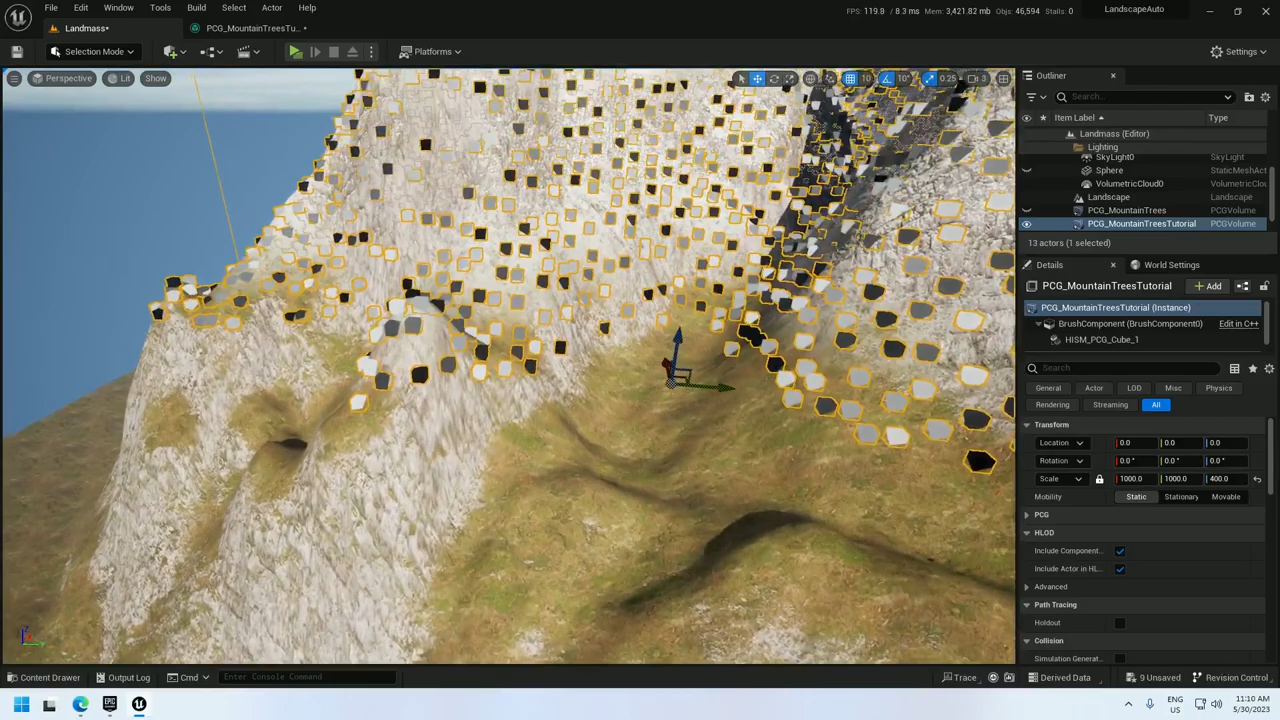 File Edit Window Tools Build Select Actor Help
FPS: 119.8 / 8.3 ms Mem: 3,421.82 mb Objs: 46,594 Stalls: 0
LandscapeAuto
Landmass*
PCG_MountainTreesTu... •
Selection Mode
Platforms
Settings
Perspective Lit Show
10 10° 0.25 3
Outliner
Search...
Item Label Type
Landmass (Editor)
Lighting
SkyLight0 SkyLight
Sphere StaticMeshAct
VolumetricCloud0 VolumetricClou
Landscape Landscape
PCG_MountainTrees PCGVolume
PCG_MountainTreesTutorial PCGVolume
13 actors (1 selected)
Details World Settings
PCG_MountainTreesTutorial + Add
PCG_MountainTreesTutorial (Instance)
BrushComponent (BrushComponent0) Edit in C++
HISM_PCG_Cube_1
Search
General Actor LOD Misc Physics
Rendering Streaming All
Transform
Location 0.0 0.0 0.0
Rotation 0.0 ° 0.0 ° 0.0 °
Scale 1000.0 1000.0 400.0
Mobility Static Stationary Movable
PCG
HLOD
Include Component...
Include Actor in HL...
Advanced
Path Tracing
Holdout
Collision
Simulation Generat...
Content Drawer Output Log Cmd Enter Console Command
Trace Derived Data 9 Unsaved Revision Control
ENG
US
11:10 AM
5/30/2023